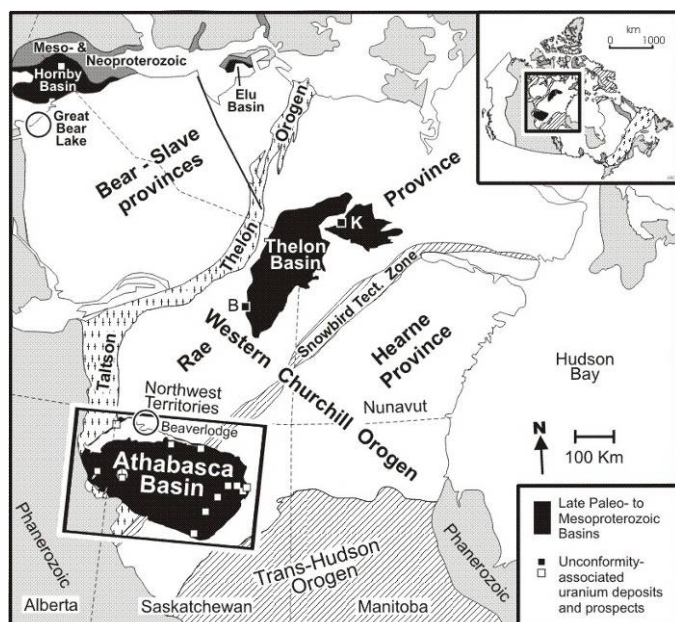 Meso- &
Neoproterozoic
Hornby
Basin
Elu
Basin
Great
Bear
Lake
Bear - Slave
provinces
Orogen
Thelon
Taltson
Province
K
Thelon
Basin
B
Snowbird Tect. Zone
Rae
Western Churchill Orogen
Hearne
Province
Hudson
Bay
Northwest
Territories
Nunavut
Beaverlodge
Athabasca
Basin
Phanerozoic
Trans-Hudson
Orogen
Phanerozoic
Alberta
Saskatchewan
Manitoba
km
0 1000
N
100 Km
Late Paleo- to
Mesoproterozoic
Basins
Unconformity-
associated
uranium deposits
and prospects